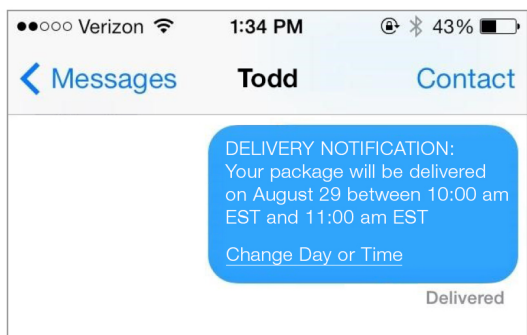 Verizon 1:34 PM 43%
Messages Todd Contact
DELIVERY NOTIFICATION:
Your package will be delivered
on August 29 between 10:00 am
EST and 11:00 am EST
Change Day or Time
Delivered